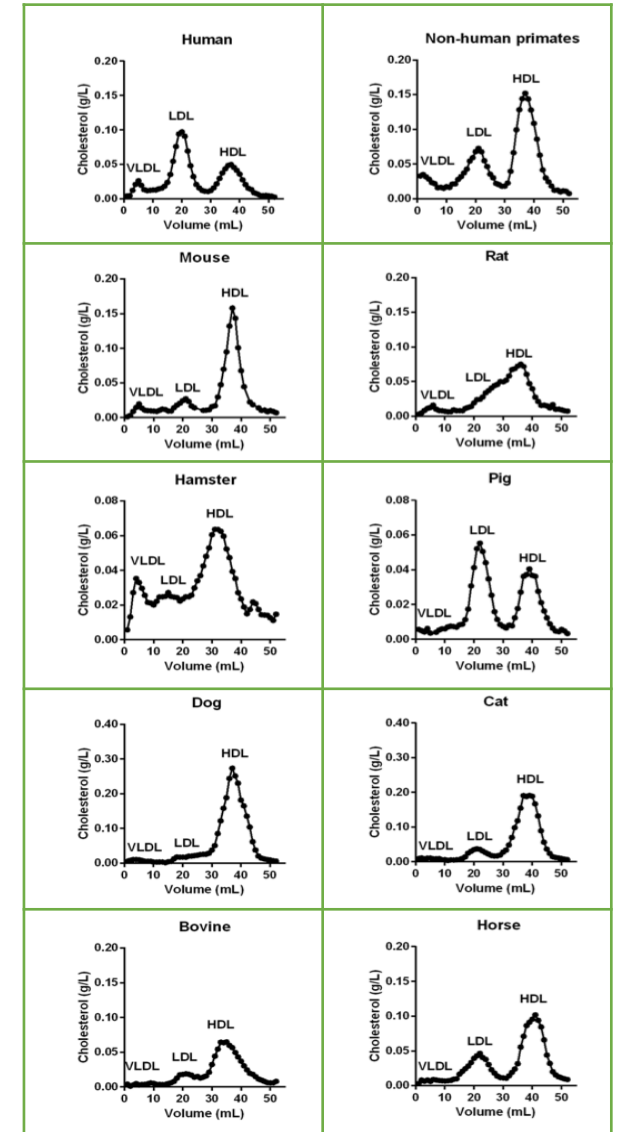 Human
Cholesterol (g/L)
0.20
0.15
0.10
0.05
0.00
VLDL
LDL
HDL
0 10 20 30 40 50
Volume (mL)
Non-human primates
Cholesterol (g/L)
0.20
0.15
0.10
0.05
0.00
VLDL
LDL
HDL
0 10 20 30 40 50
Volume (mL)
Mouse
Cholesterol (g/L)
0.20
0.15
0.10
0.05
0.00
VLDL
LDL
HDL
0 10 20 30 40 50
Volume (mL)
Rat
Cholesterol (g/L)
0.20
0.15
0.10
0.05
0.00
VLDL
LDL
HDL
0 10 20 30 40 50
Volume (mL)
Hamster
Cholesterol (g/L)
0.08
0.06
0.04
0.02
0.00
VLDL
LDL
HDL
0 10 20 30 40 50
Volume (mL)
Pig
Cholesterol (g/L)
0.08
0.06
0.04
0.02
0.00
VLDL
LDL
HDL
0 10 20 30 40 50
Volume (mL)
Dog
Cholesterol (g/L)
0.40
0.30
0.20
0.10
0.00
VLDL
LDL
HDL
0 10 20 30 40 50
Volume (mL)
Cat
Cholesterol (g/L)
0.40
0.30
0.20
0.10
0.00
VLDL
LDL
HDL
0 10 20 30 40 50
Volume (mL)
Bovine
Cholesterol (g/L)
0.20
0.15
0.10
0.05
0.00
VLDL
LDL
HDL
0 10 20 30 40 50
Volume (mL)
Horse
Cholesterol (g/L)
0.20
0.15
0.10
0.05
0.00
VLDL
LDL
HDL
0 10 20 30 40 50
Volume (mL)